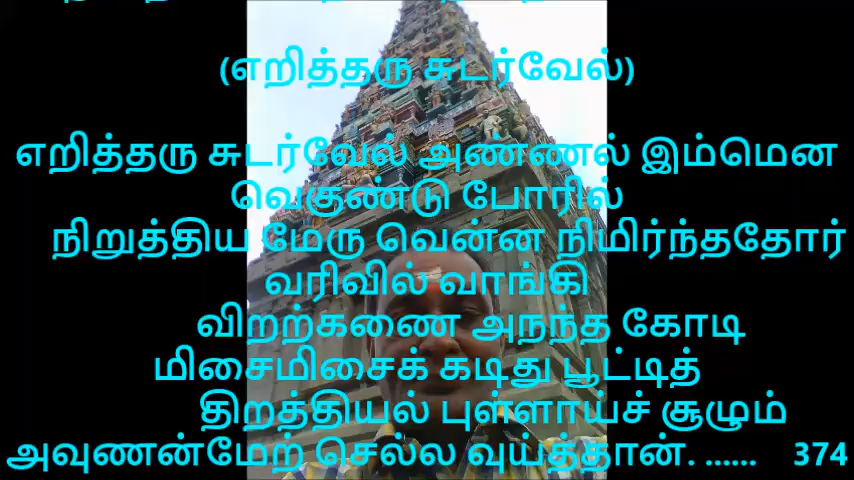 (எறித்தரு சுடர்வேல்)
எறித்தரு சுடர்வேல் அண்ணல் இம்மென
வெகுண்டு போரில்
நிறுத்திய மேரு வென்ன நிமிர்ந்ததோர்
வரிவில் வாங்கி
விறற்கணை அநந்த கோடி
மிசைமிசைக் கடிது பூட்டித்
திறத்தியல் புள்ளாய்ச் சூழும்
அவுணன்மேற் செல்ல வுய்த்தான். ...... 374